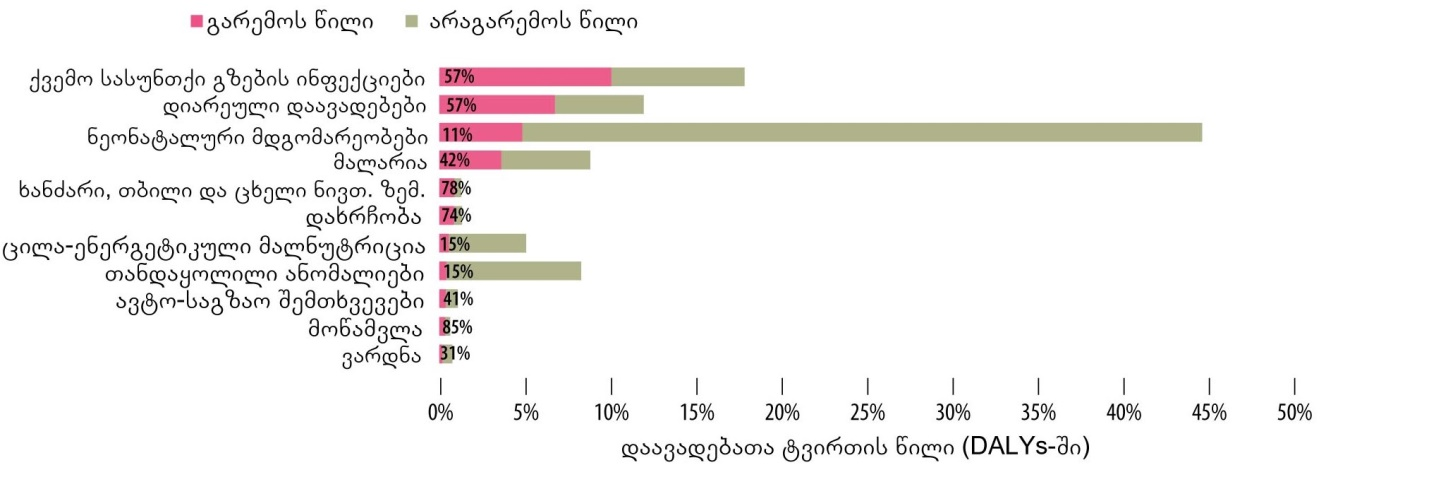 გარემოს წილი არაგარემოს წილი
ქვემო სასუნთქი გზების ინფექციები 57%
დიარეული დაავადებები 57%
ნეონატალური მდგომარეობები 11%
მალარია 42%
ხანძარი, თბილი და ცხელი ნივთ. ზემ. 78%
დახრჩობა 74%
ცილა-ენერგეტიკული მალნუტრიცია 15%
თანდაყოლილი ანომალიები 15%
ავტო-საგზაო შემთხვევები 41%
მოწამვლა 85%
ვარდნა 31%
0% 5% 10% 15% 20% 25% 30% 35% 40% 45% 50%
დაავადებათა ტვირთის წილი (DALYs-ში)